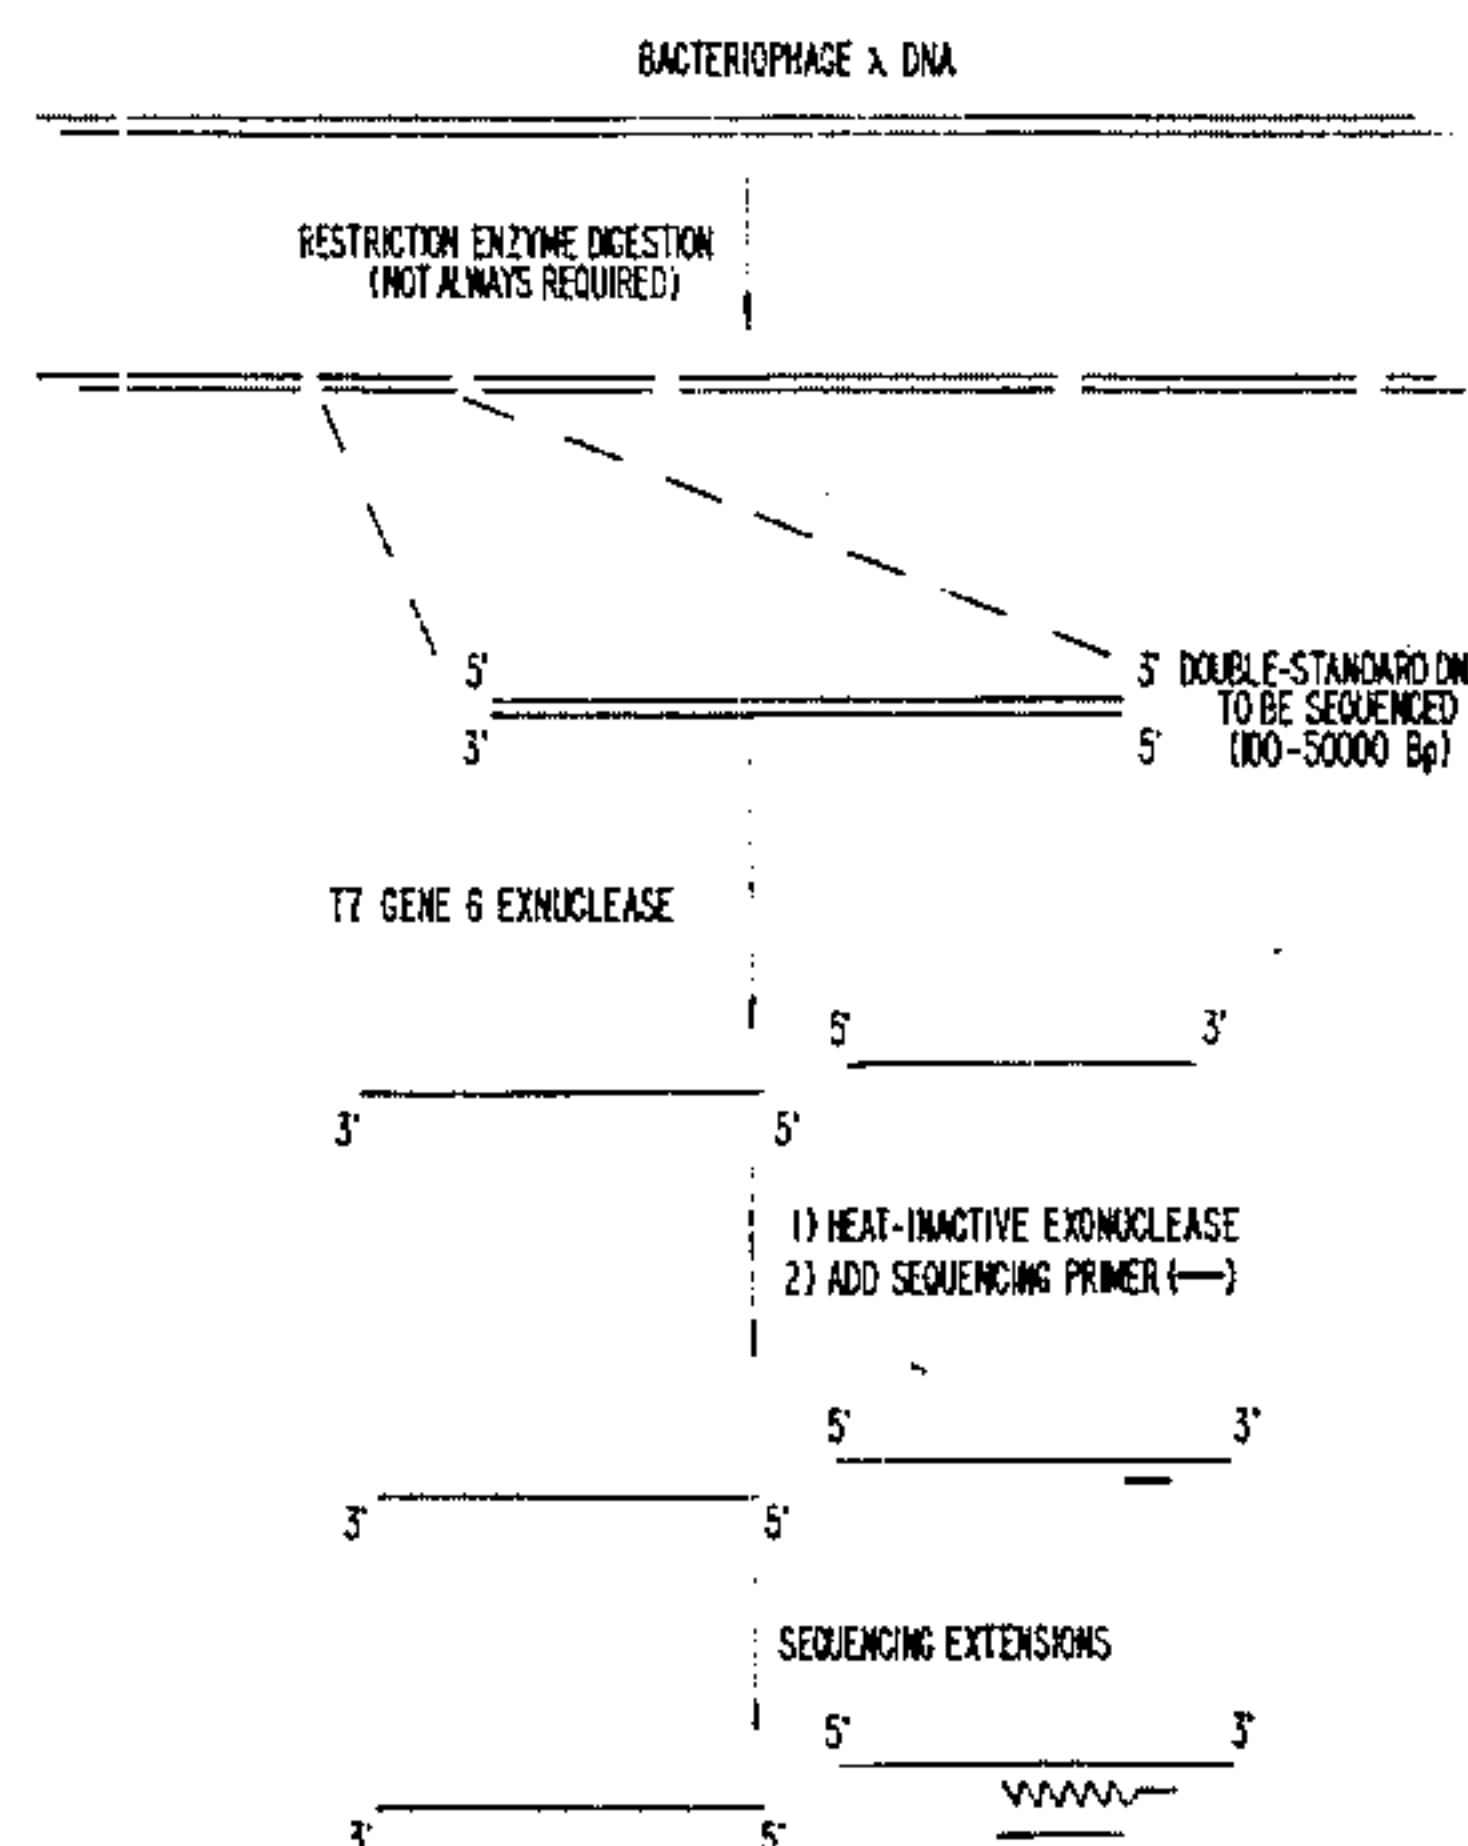 BACTERIOPHAGE λ DNA
RESTRICTION ENZYME DIGESTION
(NOT ALWAYS REQUIRED)
5'
3' DOUBLE-STANDARD DN
TO BE SEQUENCED
3'
5'
(100-50000 Bp)
T7 GENE 6 EXNUCLEASE
5'
3'
3'
5'
1) HEAT-INACTIVE EXONUCLEASE
2) ADD SEQUENCING PRIMER (—)
5'
3'
3'
5'
SEQUENCING EXTENSIONS
5'
3'
3'
5'